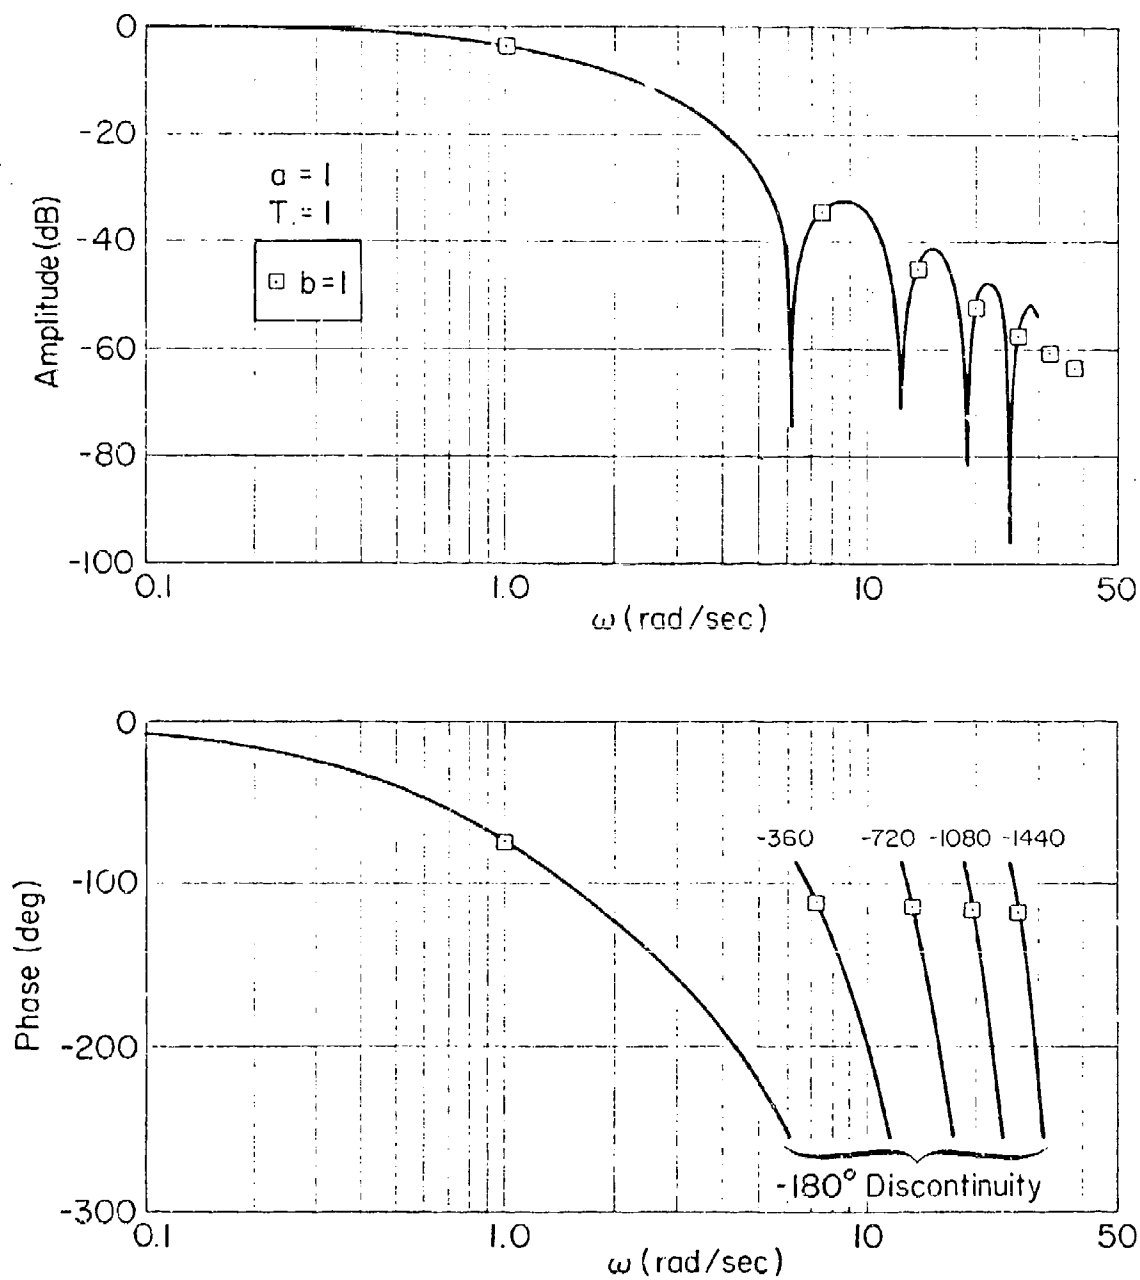 0
-20
-40
-60
-80
-100
Amplitude (dB)
a = 1
T. = 1
b = 1
0.1
1.0
10
50
ω (rad/sec)
0
-100
-200
-300
Phase (deg)
-360
-720
-1080
-1440
-180° Discontinuity
0.1
1.0
10
50
ω (rad/sec)